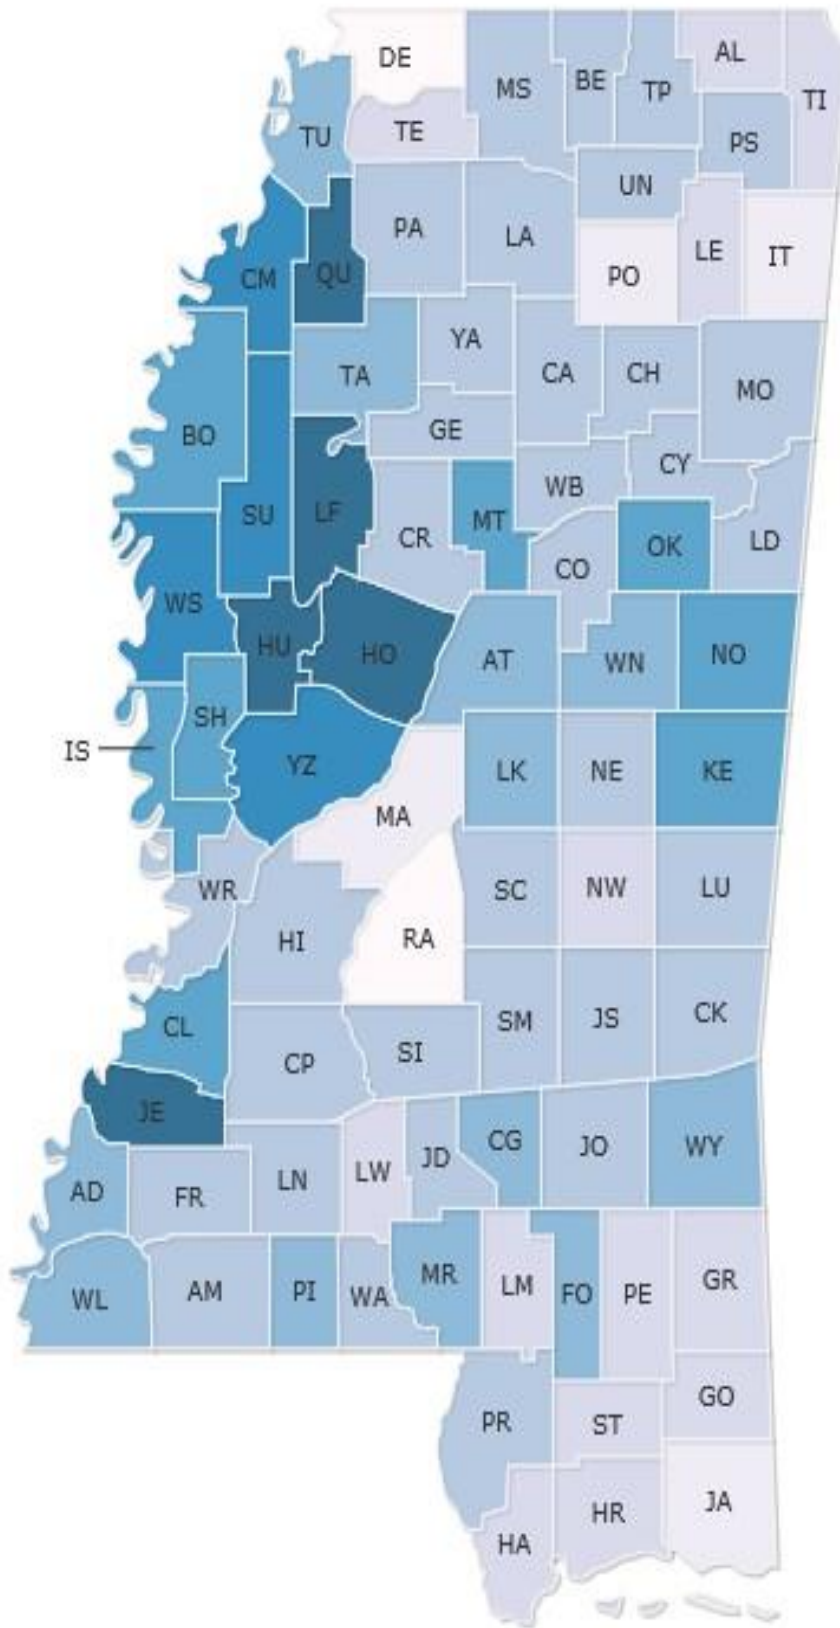 DE
AL
MS
BE
TP
TI
TU
TE
PS
UN
PA
LA
LE
IT
CM
QU
PO
YA
TA
CA
CH
MO
BO
GE
CY
WB
SU
LF
MT
CR
OK
LD
CO
WS
HU
HO
AT
WN
NO
SH
IS
YZ
LK
NE
KE
MA
WR
SC
NW
LU
HI
RA
CL
SM
JS
CK
CP
SI
JE
CG
JO
WY
JD
LW
LN
AD
FR
MR
LM
FO
PE
GR
WL
AM
PI
WA
GO
PR
ST
JA
HR
HA